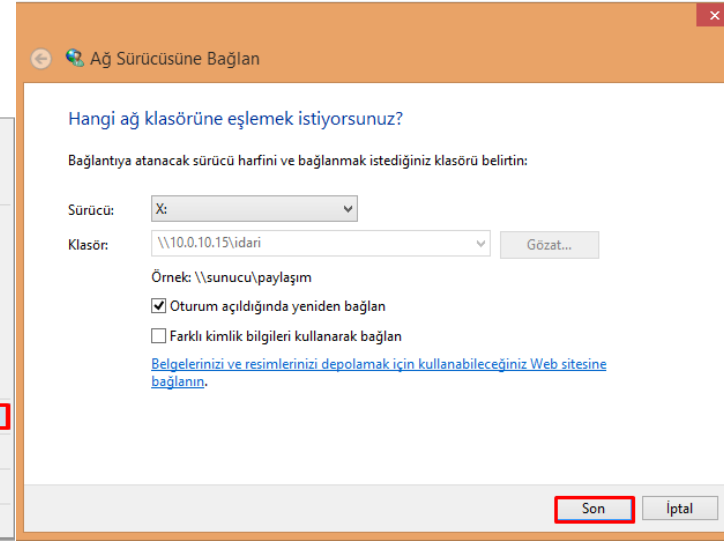 Ağ Sürücüsüne Bağlan
Hangi ağ klasörüne eşlemek istiyorsunuz?
Bağlantıya atanacak sürücü harfini ve bağlanmak istediğiniz klasörü belirtin:
Sürücü: X:
Klasör: \\10.0.10.15\idari Gözat...
Örnek: \\sunucu\paylaşım
Oturum açıldığında yeniden bağlan
Farklı kimlik bilgileri kullanarak bağlan
Belgelerinizi ve resimlerinizi depolamak için kullanabileceğiniz Web sitesine
bağlanın.
Son İptal